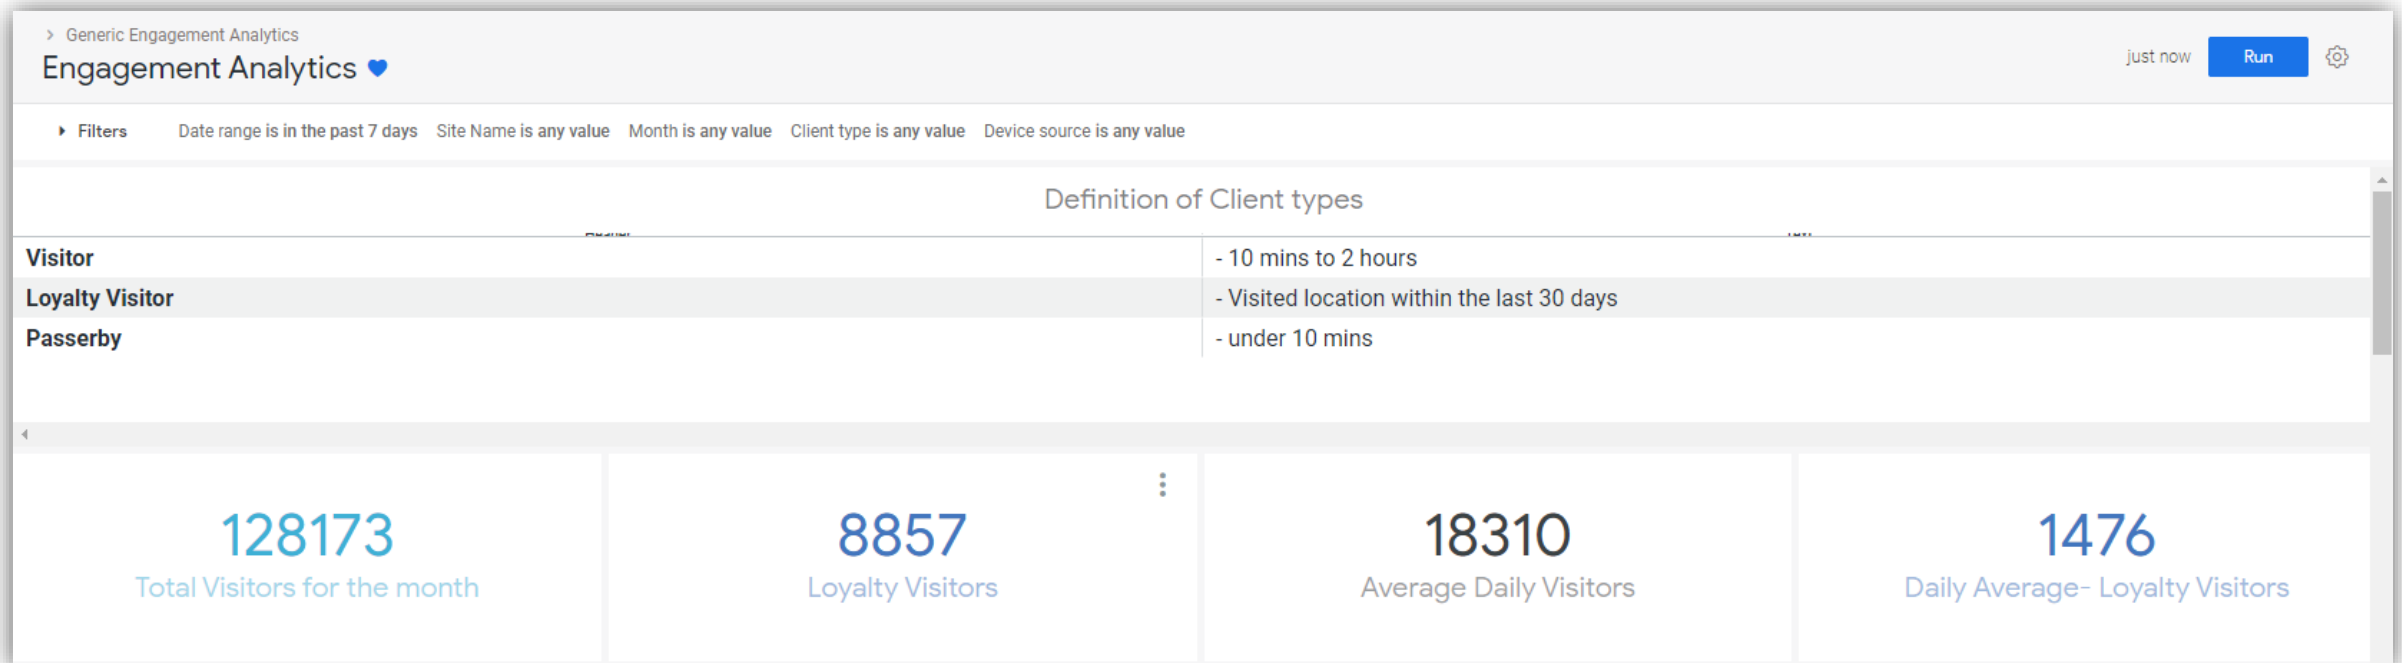 Generic Engagement Analytics
Engagement Analytics
just now
Run
Filters
Date range is in the past 7 days Site Name is any value Month is any value Client type is any value Device source is any value
Definition of Client types
Visitor - 10 mins to 2 hours
Loyalty Visitor - Visited location within the last 30 days
Passerby - under 10 mins
128173
Total Visitors for the month
8857
Loyalty Visitors
18310
Average Daily Visitors
1476
Daily Average- Loyalty Visitors